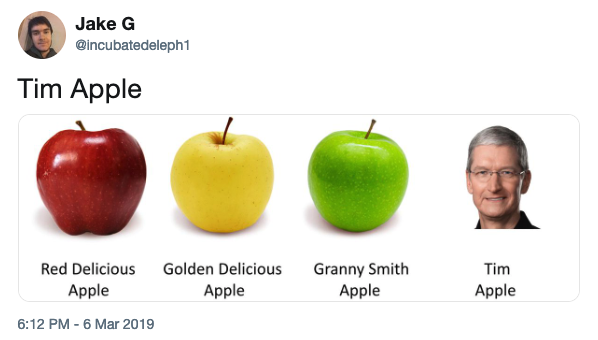 Jake G
@incubatedeleph1
Tim Apple
Red Delicious
Apple
Golden Delicious
Apple
Granny Smith
Apple
Tim
Apple
6:12 PM - 6 Mar 2019